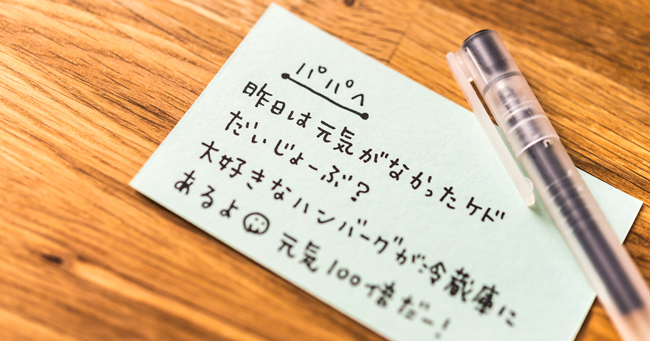 パパへ
昨日は元気がなかったケド
だいじょーぶ?
大好きなハンバーグが冷蔵庫に
あるよ 元気100倍だー!